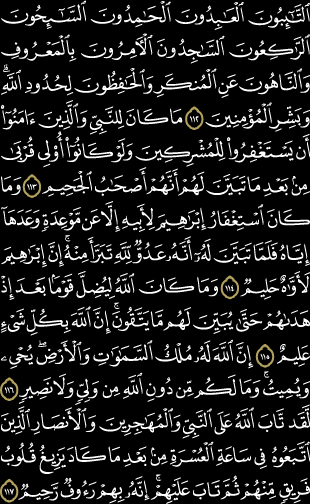 ٱلتَّٰٓئِبُونَ ٱلْعَٰبِدُونَ ٱلْحَٰمِدُونَ ٱلسَّٰٓئِحُونَ
ٱلرَّٰكِعُونَ ٱلسَّٰجِدُونَ ٱلْءَامِرُونَ بِٱلْمَعْرُوفِ
وَٱلنَّاهُونَ عَنِ ٱلْمُنكَرِ وَٱلْحَٰفِظُونَ لِحُدُودِ ٱللَّهِۗ
وَبَشِّرِ ٱلْمُؤْمِنِينَ ١١٢ مَا كَانَ لِلنَّبِىِّ وَٱلَّذِينَ ءَامَنُوٓا۟
أَن يَسْتَغْفِرُوا۟ لِلْمُشْرِكِينَ وَلَوْ كَانُوٓا۟ أُو۟لِى قُرْبَىٰ
مِنۢ بَعْدِ مَا تَبَيَّنَ لَهُمْ أَنَّهُمْ أَصْحَٰبُ ٱلْجَحِيمِ ١١٣ وَمَا
كَانَ ٱسْتِغْفَارُ إِبْرَٰهِيمَ لِأَبِيهِ إِلَّا عَن مَّوْعِدَةٍ وَعَدَهَآ
إِيَّاهُ فَلَمَّا تَبَيَّنَ لَهُۥٓ أَنَّهُۥ عَدُوٌّ لِّلَّهِ تَبَرَّأَ مِنْهُۚ إِنَّ إِبْرَٰهِيمَ
لَأَوَّٰهٌ حَلِيمٌ ١١٤ وَمَا كَانَ ٱللَّهُ لِيُضِلَّ قَوْمًۢا بَعْدَ إِذْ
هَدَىٰهُمْ حَتَّىٰ يُبَيِّنَ لَهُم مَّا يَتَّقُونَۚ إِنَّ ٱللَّهَ بِكُلِّ شَىْءٍ
عَلِيمٌ ١١٥ إِنَّ ٱللَّهَ لَهُۥ مُلْكُ ٱلسَّمَٰوَٰتِ وَٱلْأَرْضِۖ يُحْىِۦ
وَيُمِيتُۚ وَمَا لَكُم مِّن دُونِ ٱللَّهِ مِن وَلِىٍّ وَلَا نَصِيرٍ ١١٦
لَّقَد تَّابَ ٱللَّهُ عَلَى ٱلنَّبِىِّ وَٱلْمُهَٰجِرِينَ وَٱلْأَنصَارِ ٱلَّذِينَ
ٱتَّبَعُوهُ فِى سَاعَةِ ٱلْعُسْرَةِ مِنۢ بَعْدِ مَا كَادَ يَزِيغُ قُلُوبُ
فَرِيقٍ مِّنْهُمْ ثُمَّ تَابَ عَلَيْهِمْۚ إِنَّهُۥ بِهِمْ رَءُوفٌ رَّحِيمٌ ١١٧